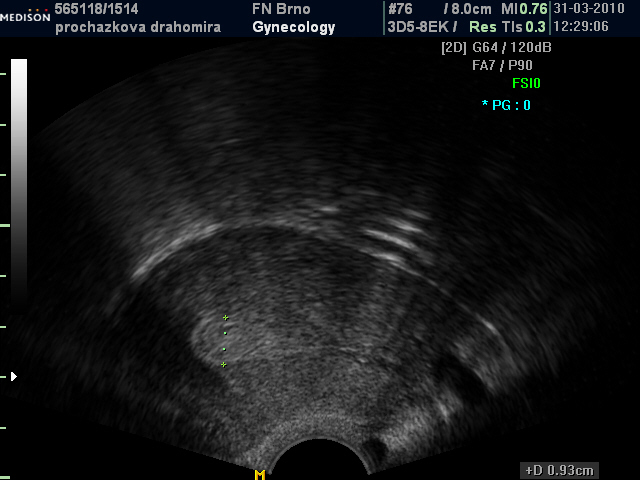 MEDISON
565118/1514 FN Brno #76 / 8.0cm MI 0.76 31-03-2010
prochazkova drahomira Gynecology 3D5-8EK / Res TIs 0.3 12:29:06
[2D] G64 / 120dB
FA7 / P90
FSI0
* PG : 0
M
+D 0.93cm